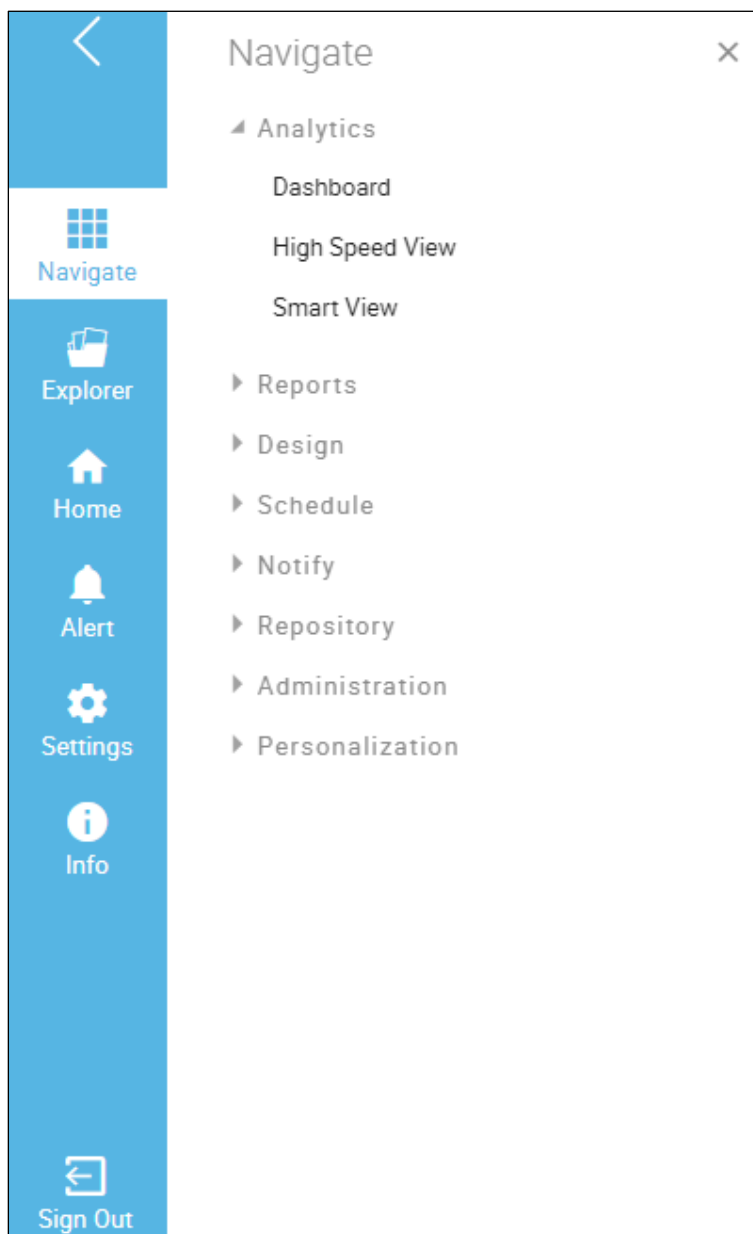 Navigate
Explorer
Home
Alert
Settings
Info
Sign Out
Navigate
Analytics
Dashboard
High Speed View
Smart View
Reports
Design
Schedule
Notify
Repository
Administration
Personalization